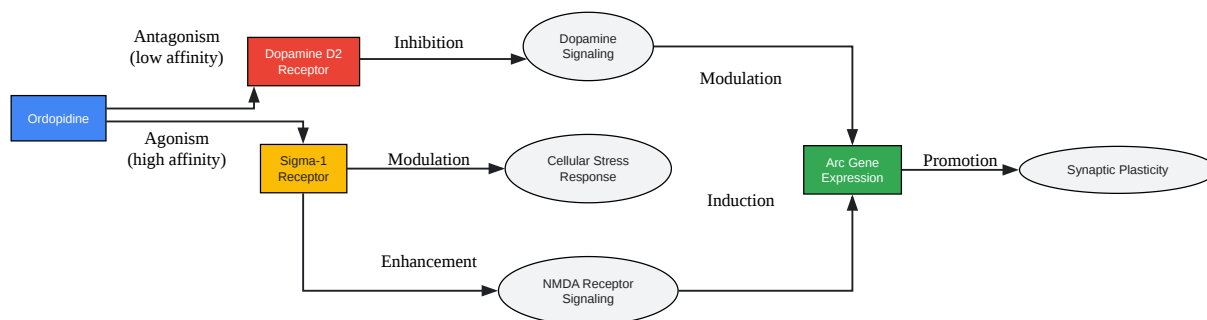 Ordopidine
Antagonism
(low affinity)
Agonism
(high affinity)
Dopamine D2
Receptor
Sigma-1
Receptor
Inhibition
Modulation
Enhancement
Dopamine
Signaling
Cellular Stress
Response
NMDA Receptor
Signaling
Modulation
Induction
Arc Gene
Expression
Promotion
Synaptic Plasticity